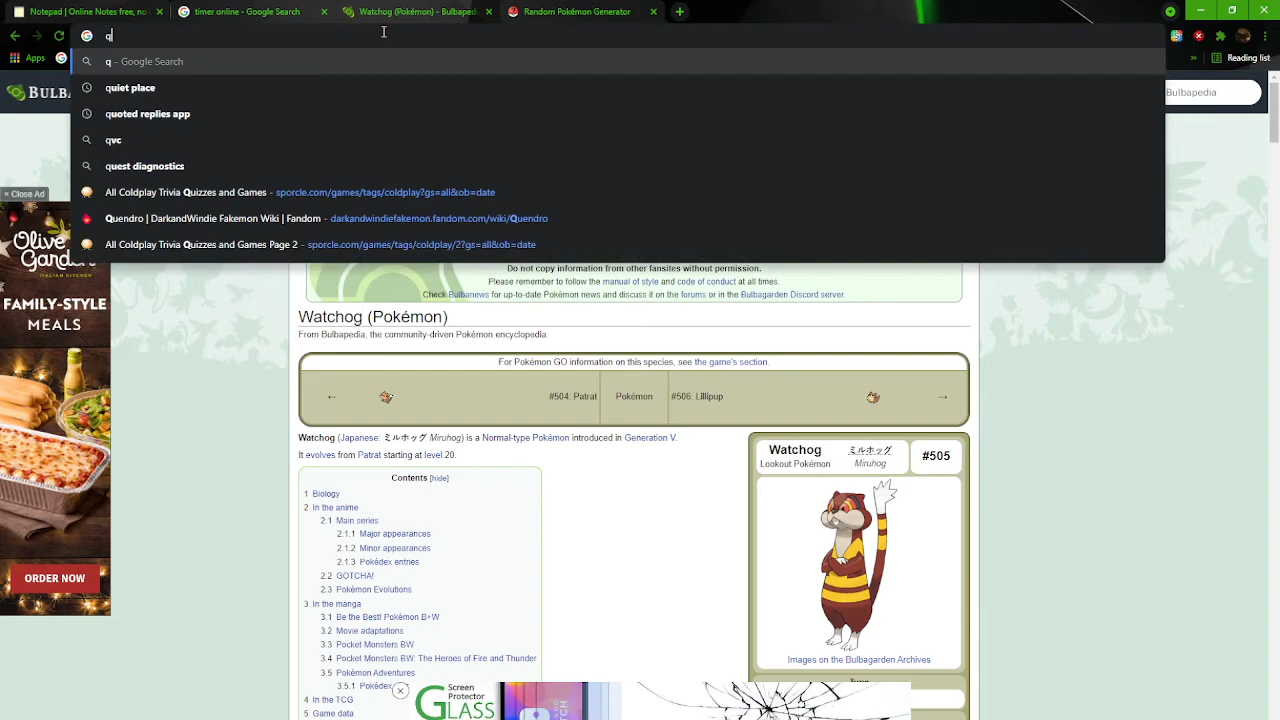 Notepad | Online Notes free, no
timer online - Google Search
Watchog (Pokémon) - Bulbaped
Random Pokémon Generator
q
Apps
Reading list
q - Google Search
quiet place
quoted replies app
qvc
quest diagnostics
All Coldplay Trivia Quizzes and Games - sporcle.com/games/tags/coldplay?gs=all&ob=date
Quendro | DarkandWindie Fakemon Wiki | Fandom - darkandwindiefakemon.fandom.com/wiki/Quendro
All Coldplay Trivia Quizzes and Games Page 2 - sporcle.com/games/tags/coldplay/2?gs=all&ob=date
BULBA
Bulbapedia
× Close Ad
Olive
Garden
ITALIAN KITCHEN
FAMILY-STYLE
MEALS
ORDER NOW
Do not copy information from other fansites without permission.
Please remember to follow the manual of style and code of conduct at all times.
Check Bulbanews for up-to-date Pokémon news and discuss it on the forums or in the Bulbagarden Discord server.
Watchog (Pokémon)
From Bulbapedia, the community-driven Pokémon encyclopedia.
For Pokémon GO information on this species, see the game's section.
← #504: Patrat Pokémon #506: Lillipup →
Watchog (Japanese: ミルホッグ Miruhog) is a Normal-type Pokémon introduced in Generation V.
It evolves from Patrat starting at level 20.
Contents [hide]
1 Biology
2 In the anime
2.1 Main series
2.1.1 Major appearances
2.1.2 Minor appearances
2.1.3 Pokédex entries
2.2 GOTCHA!
2.3 Pokémon Evolutions
3 In the manga
3.1 Be the Best! Pokémon B+W
3.2 Movie adaptations
3.3 Pocket Monsters BW
3.4 Pocket Monsters BW: The Heroes of Fire and Thunder
3.5 Pokémon Adventures
3.5.1 Pokédex
4 In the TCG
5 Game data
Watchog
Lookout Pokémon
ミルホッグ
Miruhog
#505
Images on the Bulbagarden Archives
Type
Screen
Protector
GLASS